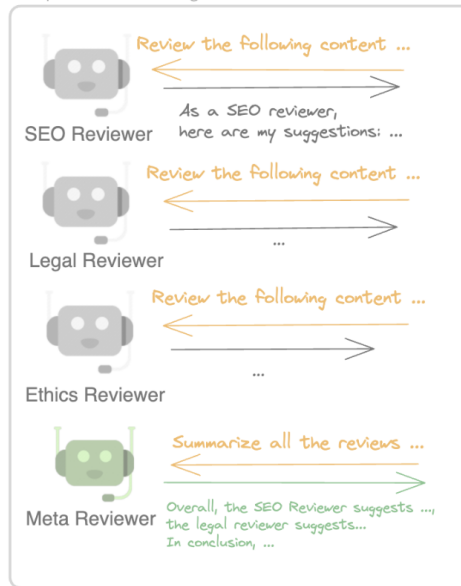 Review the following content ...
As a SEO reviewer,
here are my suggestions: ...
SEO Reviewer
Review the following content ...
...
Legal Reviewer
Review the following content ...
...
Ethics Reviewer
Summarize all the reviews ...
Overall, the SEO Reviewer suggests ...,
the legal reviewer suggests...
In conclusion, ...
Meta Reviewer